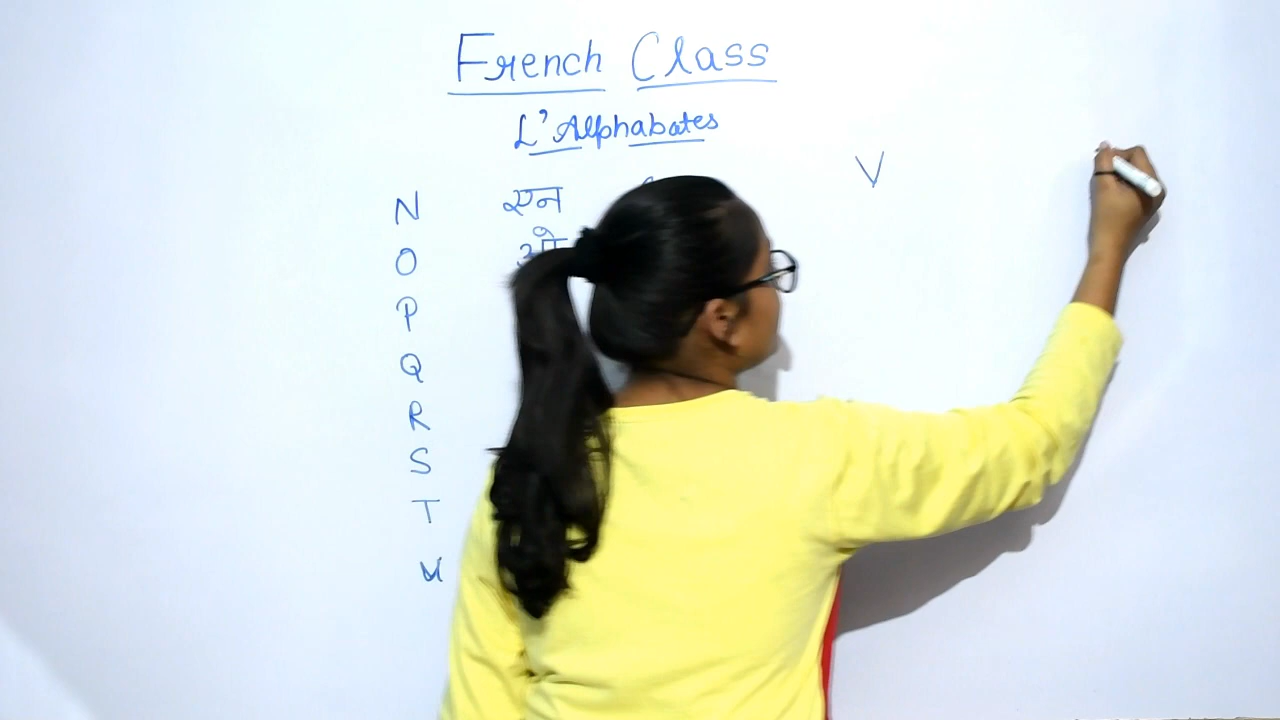 French Class
L'Alphabates
N एन V
O ओ
P
Q
R
S
T
U